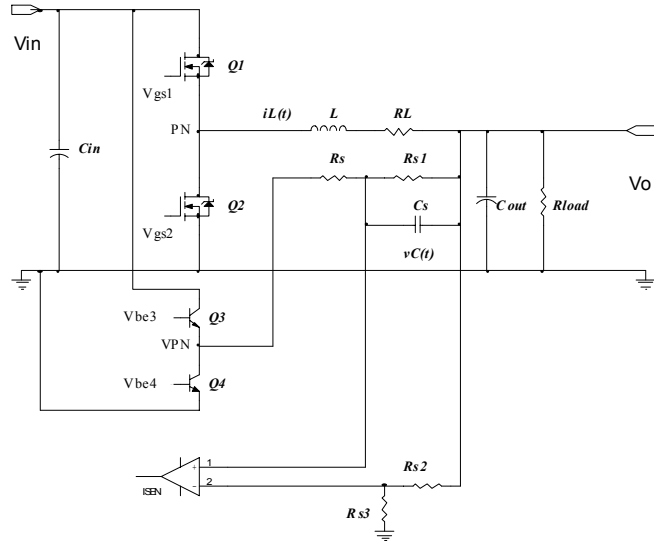 Vin
Q1
Vgs1
iL(t) L RL
PN
Cin
Rs Rs1
Vo
Q2
Cs
Cout Rload
Vgs2
vC(t)
Vbe3 Q3
VPN
Vbe4 Q4
1
+
Rs2
2
-
ISEN
Rs3